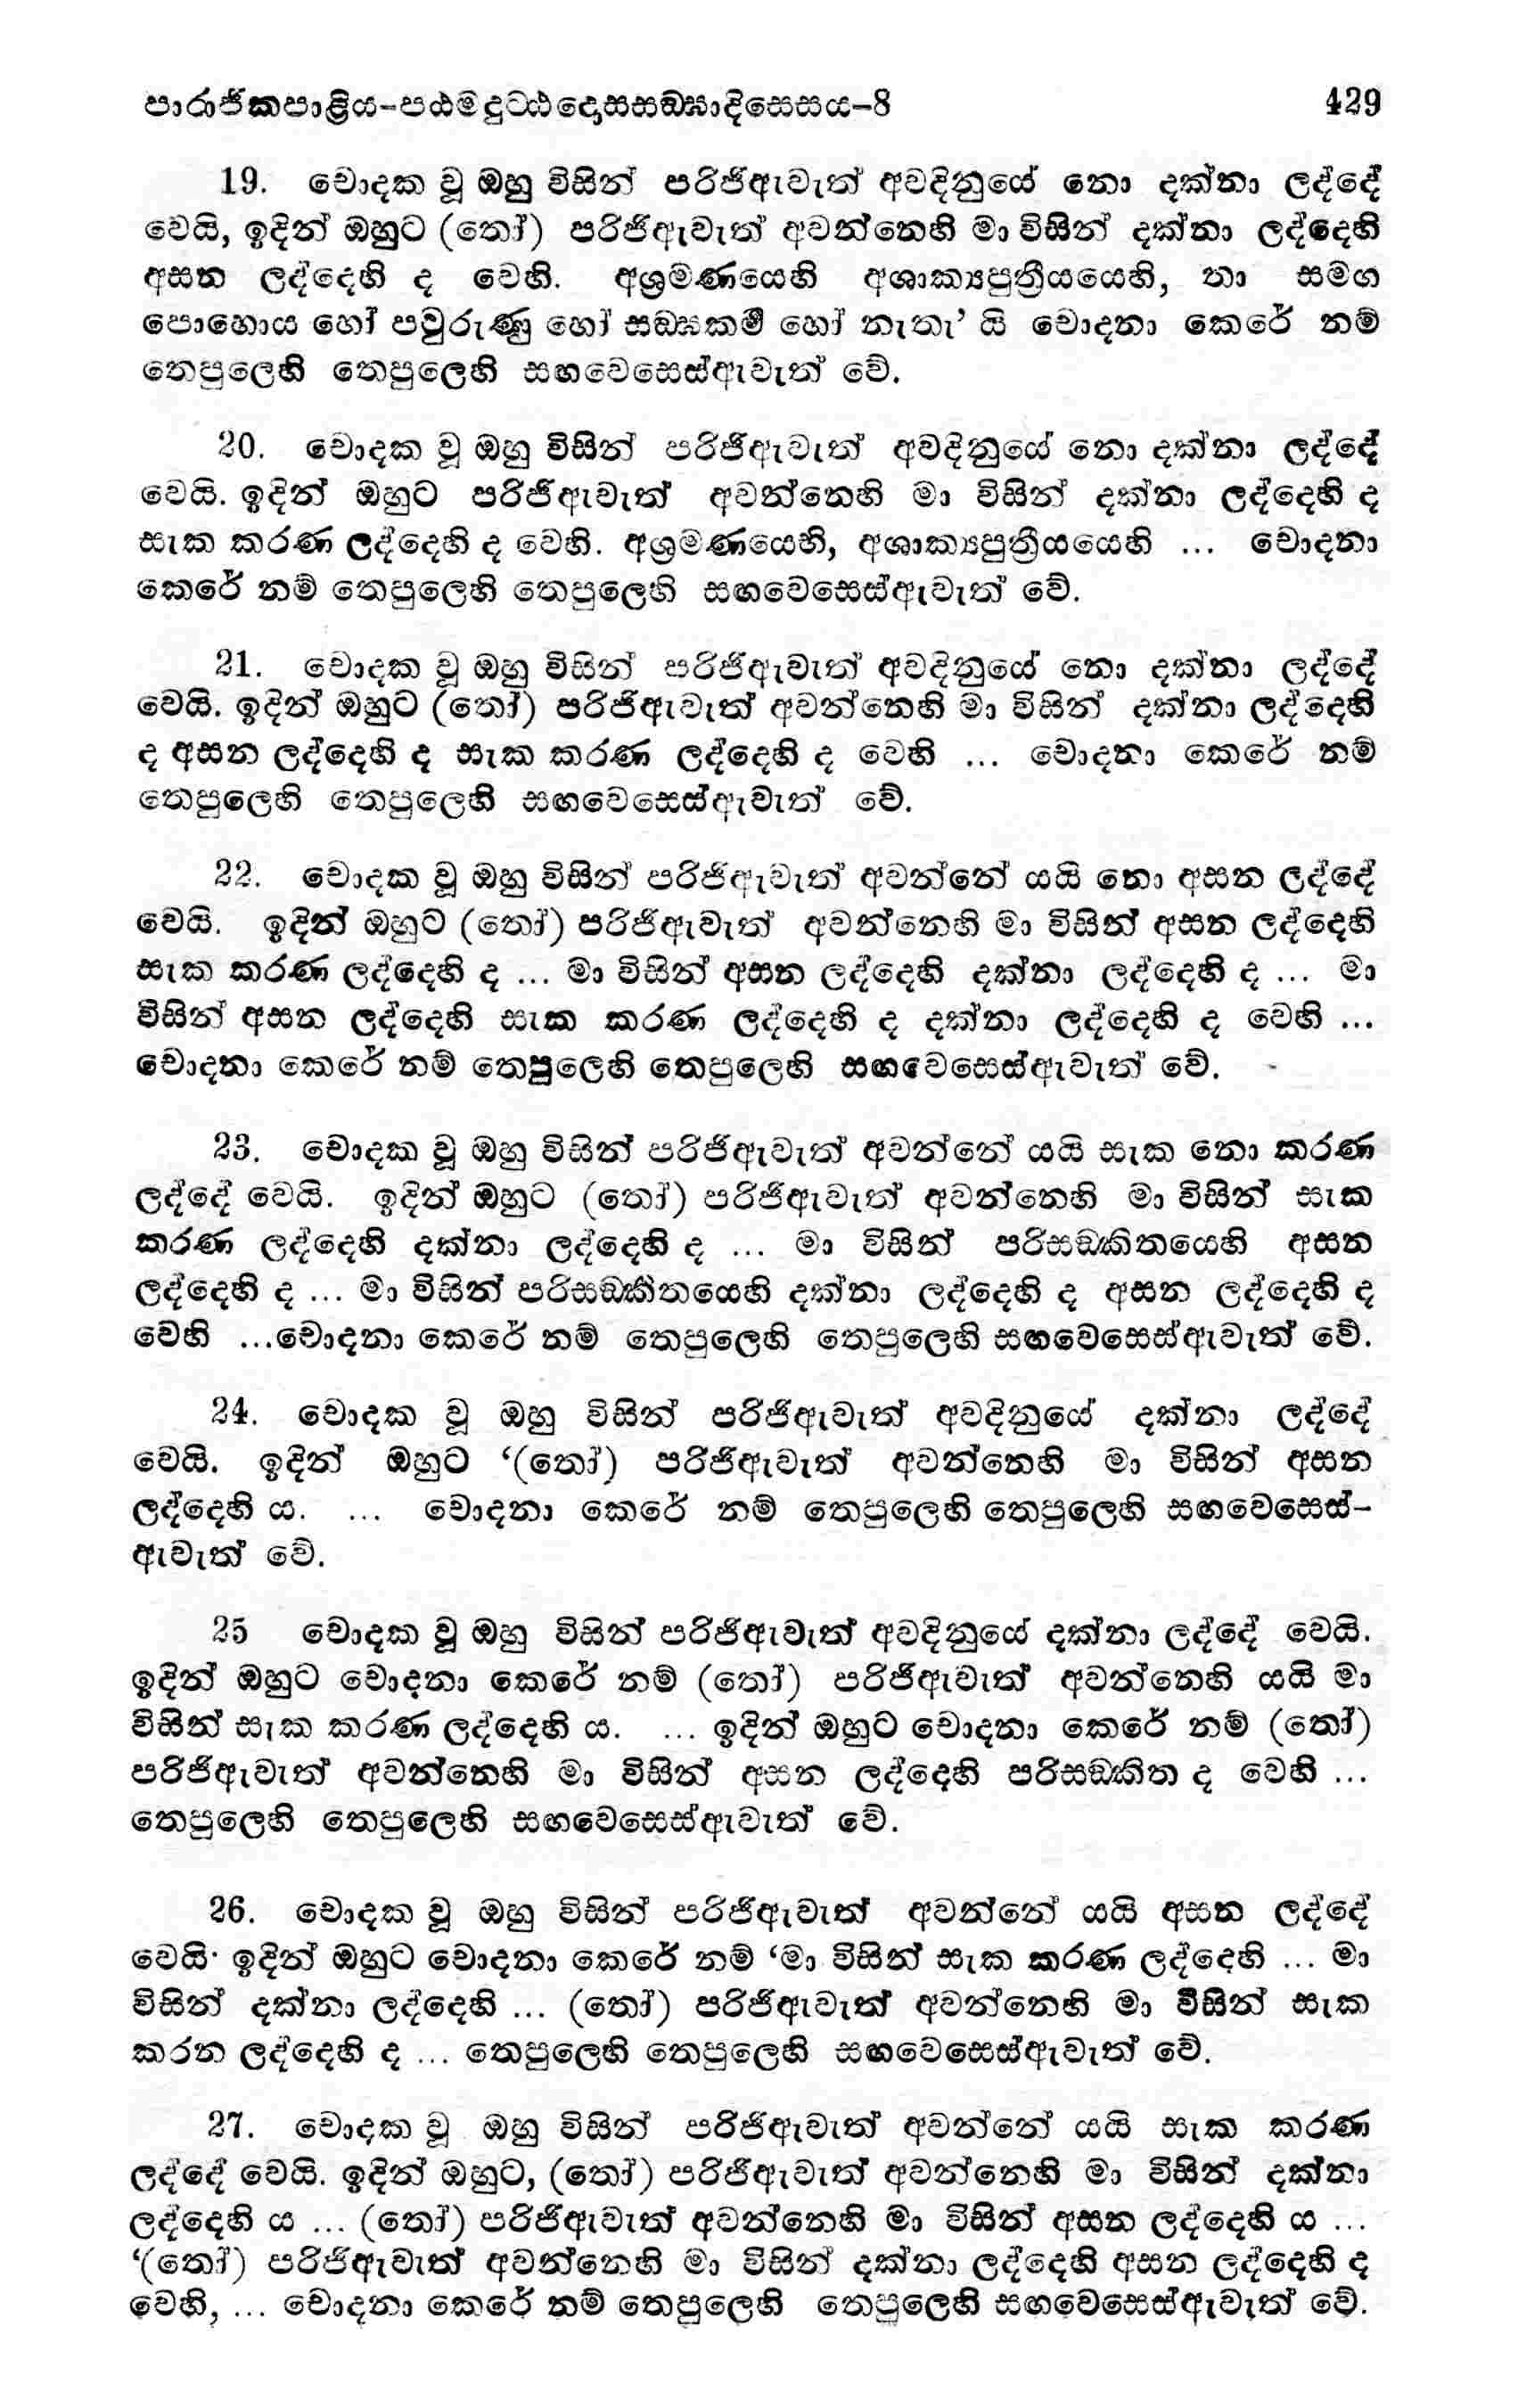 පාරාජිකපාළිය-පඨමදුට්ඨදොසසඞ්ඝාදිසෙසය-8 429
19. චොදක වූ ඔහු විසින් පරිජිඇවැත් අවදිනුයේ නො දක්නා ලද්දේ
වෙයි, ඉදින් ඔහුට (තෝ) පරිජිඇවැත් අවන්නෙහි මා විසින් දක්නා ලද්දෙහි
අසන ලද්දෙහි ද වෙහි. අශ්‍රමණයෙහි අශාක්‍යපුත්‍රීයයෙහි, තා සමග
පොහොය හෝ පවුරුණු හෝ සඞ්ඝකර්‍ම හෝ නැතැ’ යි චොදනා කෙරේ නම්
තෙපුලෙහි තෙපුලෙහි සඟවෙසෙස්ඇවැත් වේ.
20. චොදක වූ ඔහු විසින් පරිජිඇවැත් අවදිනුයේ නො දක්නා ලද්දේ
වෙයි. ඉදින් ඔහුට පරිජිඇවැත් අවන්නෙහි මා විසින් දක්නා ලද්දෙහි ද
සැක කරණ ලද්දෙහි ද වෙහි. අශ්‍රමණයෙහි, අශාක්‍යපුත්‍රීයයෙහි ... චොදනා
කෙරේ නම් තෙපුලෙහි තෙපුලෙහි සඟවෙසෙස්ඇවැත් වේ.
21. චොදක වූ ඔහු විසින් පරිජිඇවැත් අවදිනුයේ නො දක්නා ලද්දේ
වෙයි. ඉදින් ඔහුට (තෝ) පරිජිඇවැත් අවන්නෙහි මා විසින් දක්නා ලද්දෙහි
ද අසන ලද්දෙහි ද සැක කරණ ලද්දෙහි ද වෙහි ... චොදනා කෙරේ නම්
තෙපුලෙහි තෙපුලෙහි සඟවෙසෙස්ඇවැත් වේ.
22. චොදක වූ ඔහු විසින් පරිජිඇවැත් අවන්නේ යයි නො අසන ලද්දේ
වෙයි. ඉදින් ඔහුට (තෝ) පරිජිඇවැත් අවන්නෙහි මා විසින් අසන ලද්දෙහි
සැක කරණ ලද්දෙහි ද ... මා විසින් අසන ලද්දෙහි දක්නා ලද්දෙහි ද ... මා
විසින් අසන ලද්දෙහි සැක කරණ ලද්දෙහි ද දක්නා ලද්දෙහි ද වෙහි ...
චොදනා කෙරේ නම් තෙපුලෙහි තෙපුලෙහි සඟවෙසෙස්ඇවැත් වේ.
23. චොදක වූ ඔහු විසින් පරිජිඇවැත් අවන්නේ යයි සැක නො කරණ
ලද්දේ වෙයි. ඉදින් ඔහුට (තෝ) පරිජිඇවැත් අවන්නෙහි මා විසින් සැක
කරණ ලද්දෙහි දක්නා ලද්දෙහි ද ... මා විසින් පරිසඞ්කිතයෙහි අසන
ලද්දෙහි ද ... මා විසින් පරිසඞ්කිතයෙහි දක්නා ලද්දෙහි ද අසන ලද්දෙහි ද
වෙහි ...චොදනා කෙරේ නම් තෙපුලෙහි තෙපුලෙහි සඟවෙසෙස්ඇවැත් වේ.
24. චොදක වූ ඔහු විසින් පරිජිඇවැත් අවදිනුයේ දක්නා ලද්දේ
වෙයි. ඉදින් ඔහුට ‘(තෝ) පරිජිඇවැත් අවන්නෙහි මා විසින් අසන
ලද්දෙහි ය. ... චොදනා කෙරේ නම් තෙපුලෙහි තෙපුලෙහි සඟවෙසෙස්-
ඇවැත් වේ.
25 චොදක වූ ඔහු විසින් පරිජිඇවැත් අවදිනුයේ දක්නා ලද්දේ වෙයි.
ඉදින් ඔහුට චොදනා කෙරේ නම් (තෝ) පරිජිඇවැත් අවන්නෙහි යයි මා
විසින් සැක කරණ ලද්දෙහි ය. ... ඉදින් ඔහුට චොදනා කෙරේ නම් (තෝ)
පරිජිඇවැත් අවන්නෙහි මා විසින් අසන ලද්දෙහි පරිසඞ්කිත ද වෙහි ...
තෙපුලෙහි තෙපුලෙහි සඟවෙසෙස්ඇවැත් වේ.
26. චොදක වූ ඔහු විසින් පරිජිඇවැත් අවන්නේ යයි අසන ලද්දේ
වෙයි· ඉදින් ඔහුට චොදනා කෙරේ නම් ‘මා විසින් සැක කරණ ලද්දෙහි ... මා
විසින් දක්නා ලද්දෙහි ... (තෝ) පරිජිඇවැත් අවන්නෙහි මා විසින් සැක
කරන ලද්දෙහි ද ... තෙපුලෙහි තෙපුලෙහි සඟවෙසෙස්ඇවැත් වේ.
27. චොදක වූ ඔහු විසින් පරිජිඇවැත් අවන්නේ යයි සැක කරණ
ලද්දේ වෙයි. ඉදින් ඔහුට, (තෝ) පරිජිඇවැත් අවන්නෙහි මා විසින් දක්නා
ලද්දෙහි ය ... (තෝ) පරිජිඇවැත් අවන්නෙහි මා විසින් අසන ලද්දෙහි ය ...
‘(තෝ) පරිජිඇවැත් අවන්නෙහි මා විසින් දක්නා ලද්දෙහි අසන ලද්දෙහි ද
වෙහි, ... චොදනා කෙරේ නම් තෙපුලෙහි තෙපුලෙහි සඟවෙසෙස්ඇවැත් වේ.